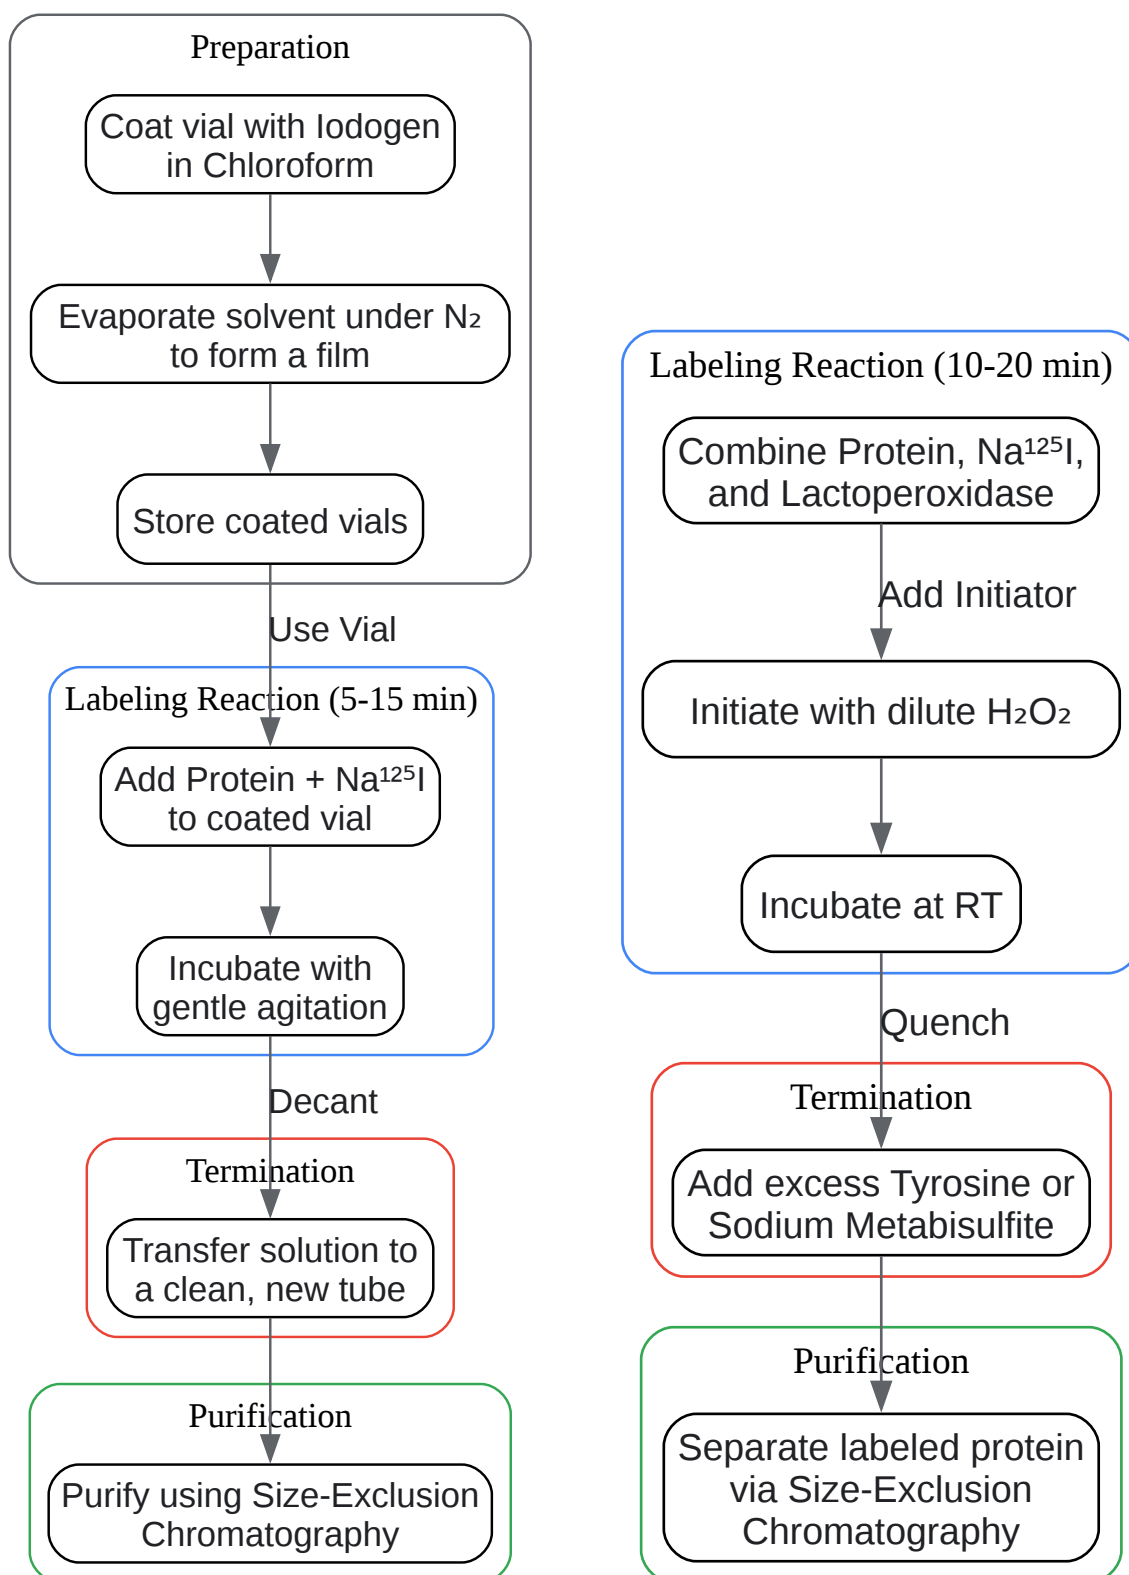 Preparation
Coat vial with Iodogen
in Chloroform
Evaporate solvent under N₂
to form a film
Store coated vials
Use Vial
Labeling Reaction (5-15 min)
Add Protein + Na¹²⁵I
to coated vial
Incubate with
gentle agitation
Decant
Termination
Transfer solution to
a clean, new tube
Purification
Purify using Size-Exclusion
Chromatography
Labeling Reaction (10-20 min)
Combine Protein, Na¹²⁵I,
and Lactoperoxidase
Add Initiator
Initiate with dilute H₂O₂
Incubate at RT
Quench
Termination
Add excess Tyrosine or
Sodium Metabisulfite
Purification
Separate labeled protein
via Size-Exclusion
Chromatography